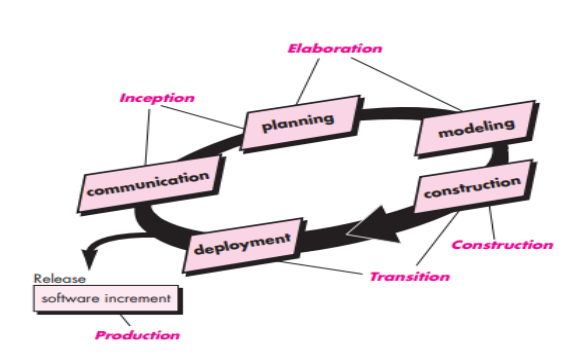 Elaboration
Inception
planning
modeling
communication
construction
deployment
Construction
Transition
Release
software increment
Production